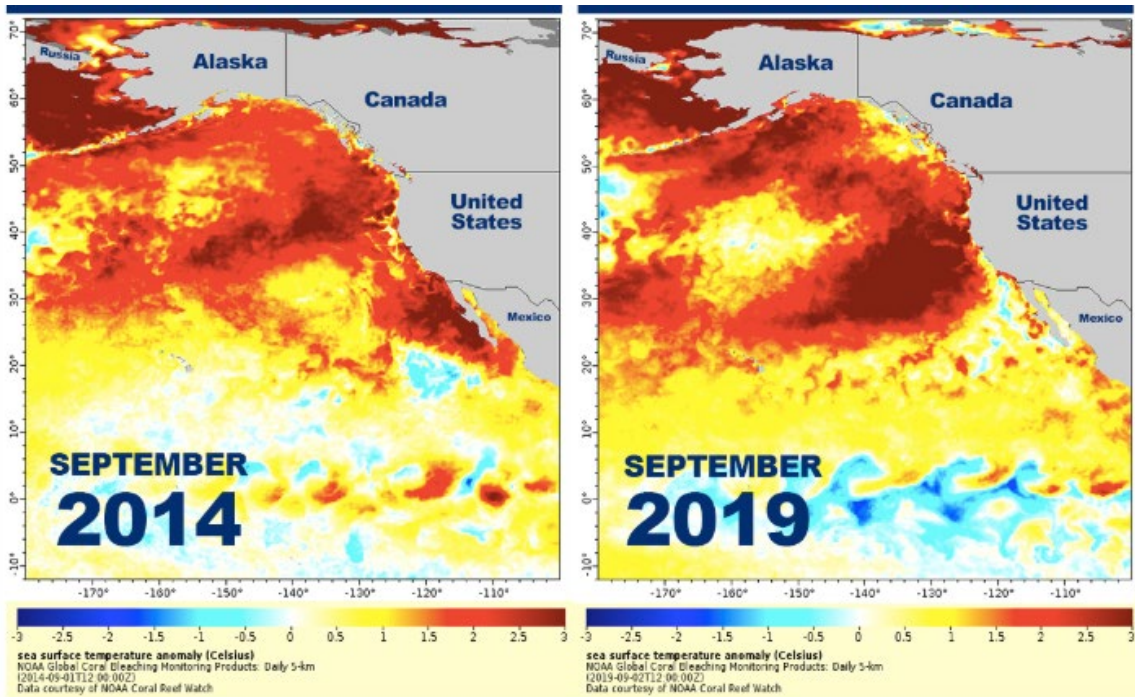 Russia
Alaska
Canada
United
States
Mexico
SEPTEMBER
2014
70°
60°
50°
40°
30°
20°
10°
0°
-10°
-170° -160° -150° -140° -130° -120° -110°
-3 -2.5 -2 -1.5 -1 -0.5 0 0.5 1 1.5 2 2.5 3
sea surface temperature anomaly (Celsius)
NOAA Global Coral Bleaching Monitoring Products: Daily 5-km
(2014-09-01T12:00:00Z)
Data courtesy of NOAA Coral Reef Watch
Russia
Alaska
Canada
United
States
Mexico
SEPTEMBER
2019
70°
60°
50°
40°
30°
20°
10°
0°
-10°
-170° -160° -150° -140° -130° -120° -110°
-3 -2.5 -2 -1.5 -1 -0.5 0 0.5 1 1.5 2 2.5 3
sea surface temperature anomaly (Celsius)
NOAA Global Coral Bleaching Monitoring Products: Daily 5-km
(2019-09-02T12:00:00Z)
Data courtesy of NOAA Coral Reef Watch